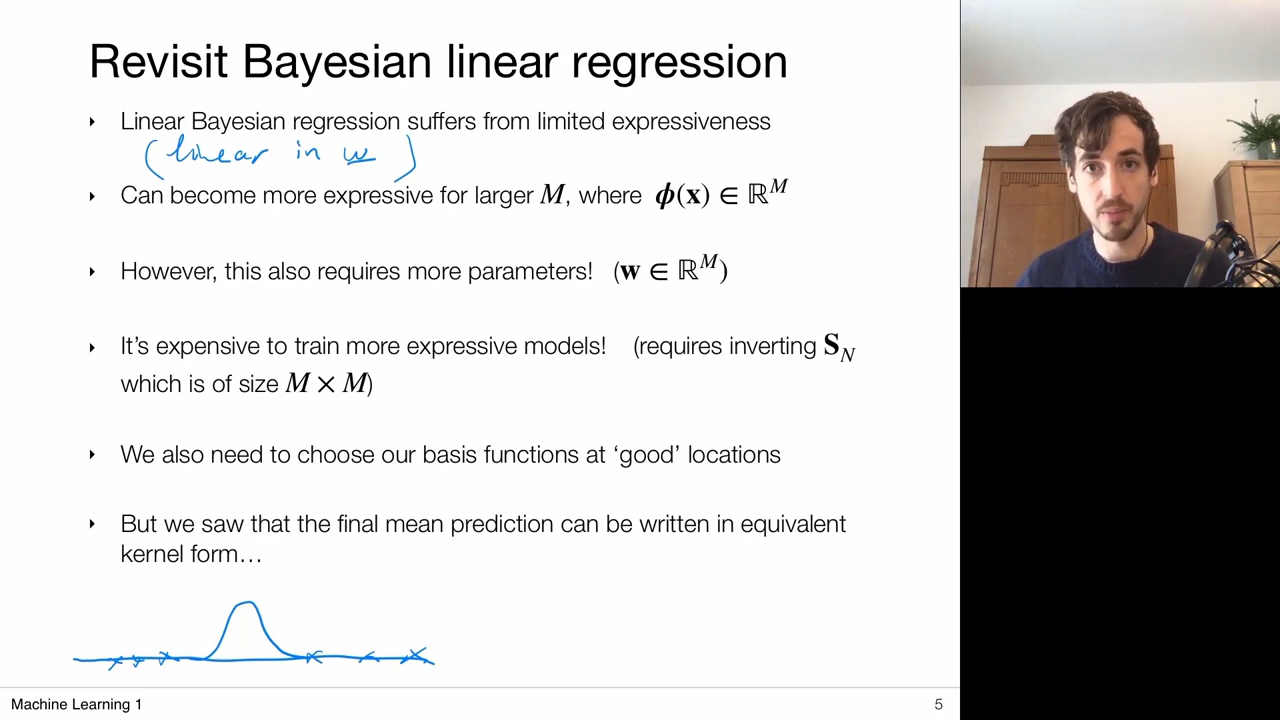 Revisit Bayesian linear regression
‣ Linear Bayesian regression suffers from limited expressiveness
(linear in w)
‣ Can become more expressive for larger M, where ϕ(x) ∈ ℝ^M
‣ However, this also requires more parameters! (w ∈ ℝ^M)
‣ It's expensive to train more expressive models! (requires inverting S_N
which is of size M × M)
‣ We also need to choose our basis functions at ‘good’ locations
‣ But we saw that the final mean prediction can be written in equivalent
kernel form…
Machine Learning 1
5